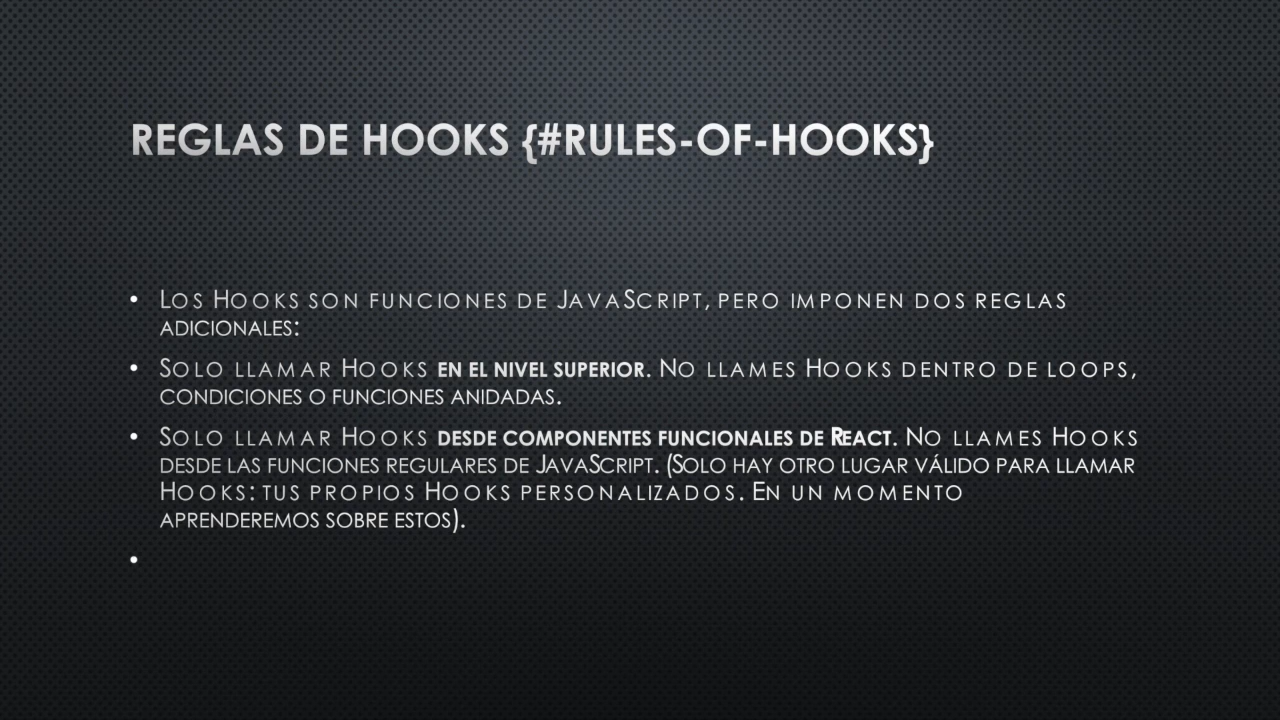 REGLAS DE HOOKS {#RULES-OF-HOOKS}
• Los Hooks son funciones de JavaScript, pero imponen dos reglas
adicionales:
• Solo llamar Hooks en el nivel superior. No llames Hooks dentro de loops,
condiciones o funciones anidadas.
• Solo llamar Hooks desde componentes funcionales de React. No llames Hooks
desde las funciones regulares de JavaScript. (Solo hay otro lugar válido para llamar
Hooks: tus propios Hooks personalizados. En un momento
aprenderemos sobre estos).
•